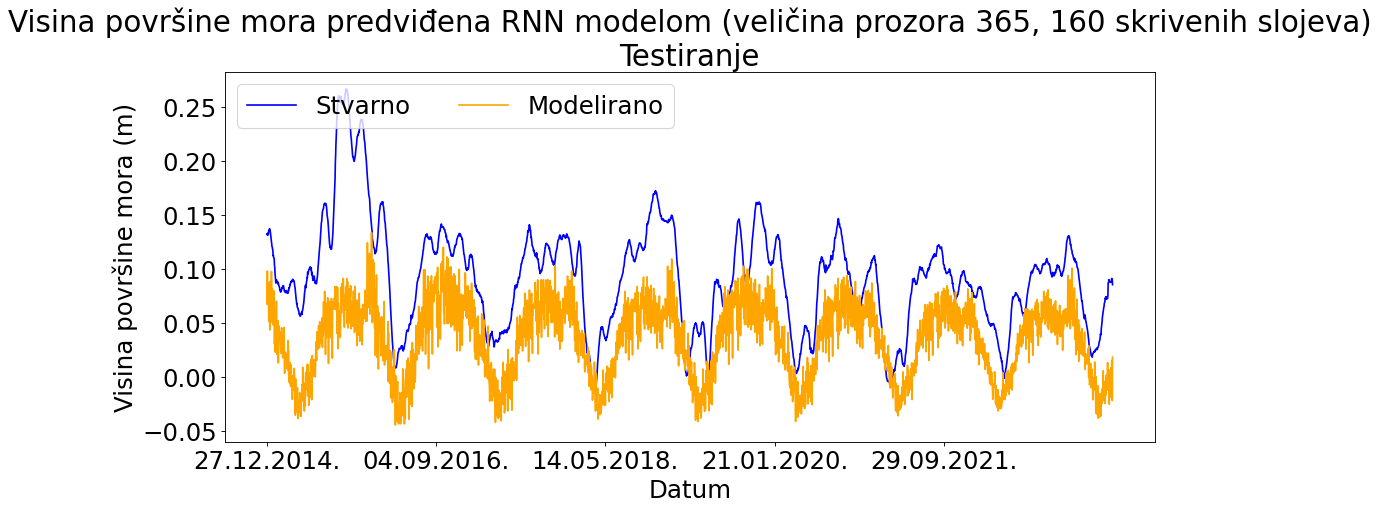 Visina površine mora predviđena RNN modelom (veličina prozora 365, 160 skrivenih slojeva)
Testiranje
Stvarno Modelirano
Visina površine mora (m)
0.25
0.20
0.15
0.10
0.05
0.00
−0.05
27.12.2014. 04.09.2016. 14.05.2018. 21.01.2020. 29.09.2021.
Datum